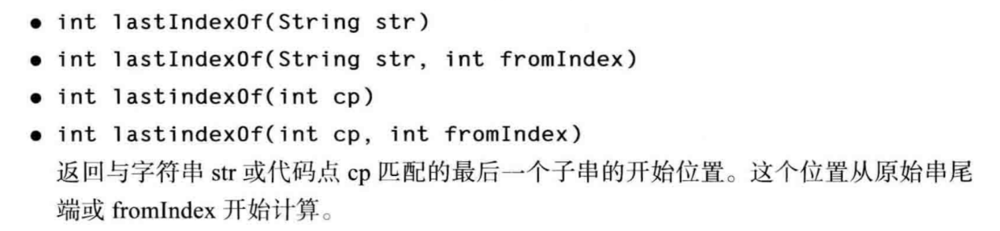 ● int lastIndexOf(String str)
● int lastIndexOf(String str, int fromIndex)
● int lastindexOf(int cp)
● int lastindexOf(int cp, int fromIndex)
返回与字符串 str 或代码点 cp 匹配的最后一个子串的开始位置。这个位置从原始串尾
端或 fromIndex 开始计算。